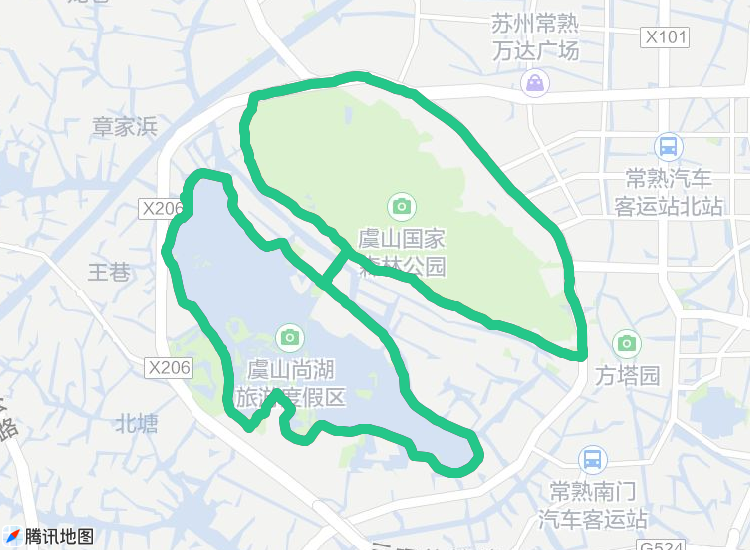 苏州常熟
万达广场
X101
章家浜
常熟汽车
客运站北站
X206
虞山国家
森林公园
王巷
X206
虞山尚湖
旅游度假区
方塔园
北塘
路
常熟南门
汽车客运站
腾讯地图
G524